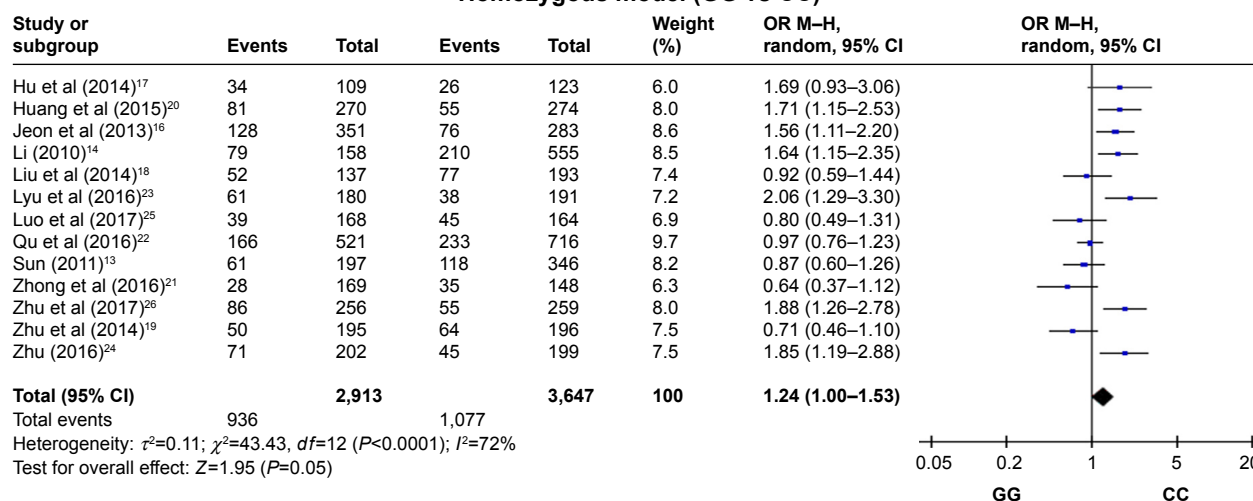 Study or subgroup Events Total Events Total Weight (%) OR M–H, random, 95% CI OR M–H, random, 95% CI
Hu et al (2014)17 34 109 26 123 6.0 1.69 (0.93–3.06)
Huang et al (2015)20 81 270 55 274 8.0 1.71 (1.15–2.53)
Jeon et al (2013)16 128 351 76 283 8.6 1.56 (1.11–2.20)
Li (2010)14 79 158 210 555 8.5 1.64 (1.15–2.35)
Liu et al (2014)18 52 137 77 193 7.4 0.92 (0.59–1.44)
Lyu et al (2016)23 61 180 38 191 7.2 2.06 (1.29–3.30)
Luo et al (2017)25 39 168 45 164 6.9 0.80 (0.49–1.31)
Qu et al (2016)22 166 521 233 716 9.7 0.97 (0.76–1.23)
Sun (2011)13 61 197 118 346 8.2 0.87 (0.60–1.26)
Zhong et al (2016)21 28 169 35 148 6.3 0.64 (0.37–1.12)
Zhu et al (2017)26 86 256 55 259 8.0 1.88 (1.26–2.78)
Zhu et al (2014)19 50 195 64 196 7.5 0.71 (0.46–1.10)
Zhu (2016)24 71 202 45 199 7.5 1.85 (1.19–2.88)
Total (95% CI) 2,913 3,647 100 1.24 (1.00–1.53)
Total events 936 1,077
Heterogeneity: τ²=0.11; χ²=43.43, df=12 (P<0.0001); I²=72%
Test for overall effect: Z=1.95 (P=0.05)
0.05 0.2 1 5
GG CC